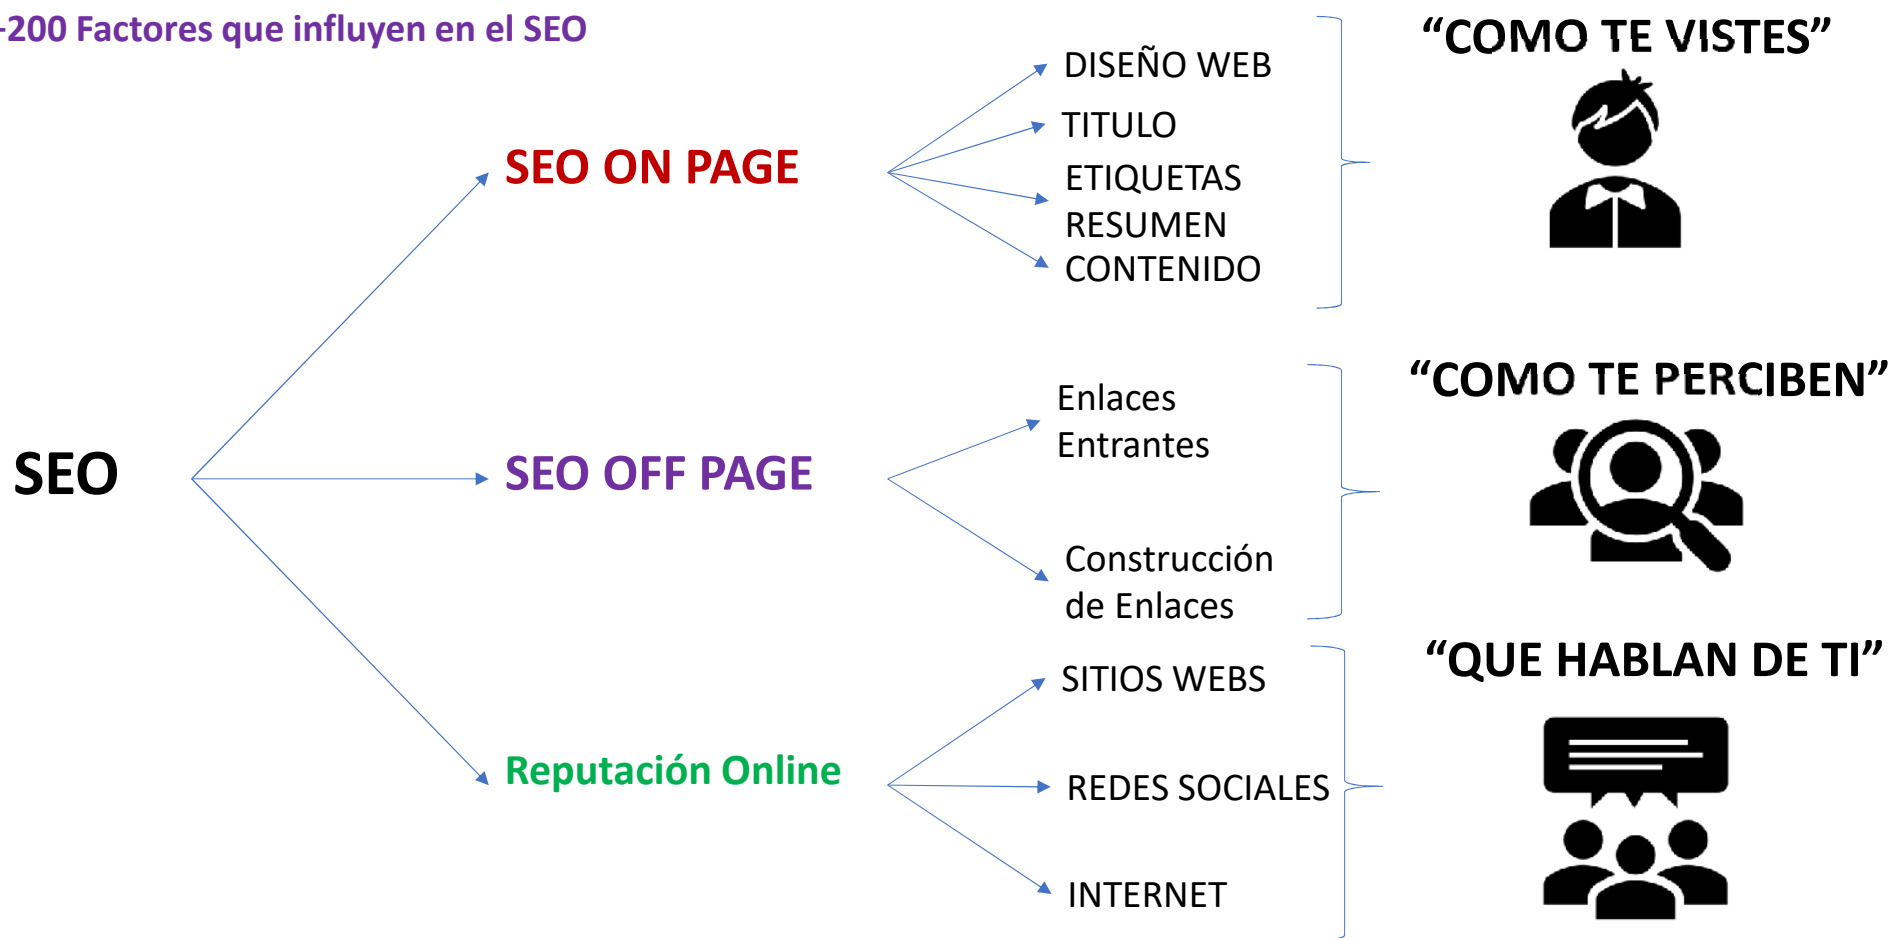 +200 Factores que influyen en el SEO
SEO
SEO ON PAGE
DISEÑO WEB
TITULO
ETIQUETAS
RESUMEN
CONTENIDO
“COMO TE VISTES”
SEO OFF PAGE
Enlaces
Entrantes
Construcción
de Enlaces
“COMO TE PERCIBEN”
Reputación Online
SITIOS WEBS
REDES SOCIALES
INTERNET
“QUE HABLAN DE TI”